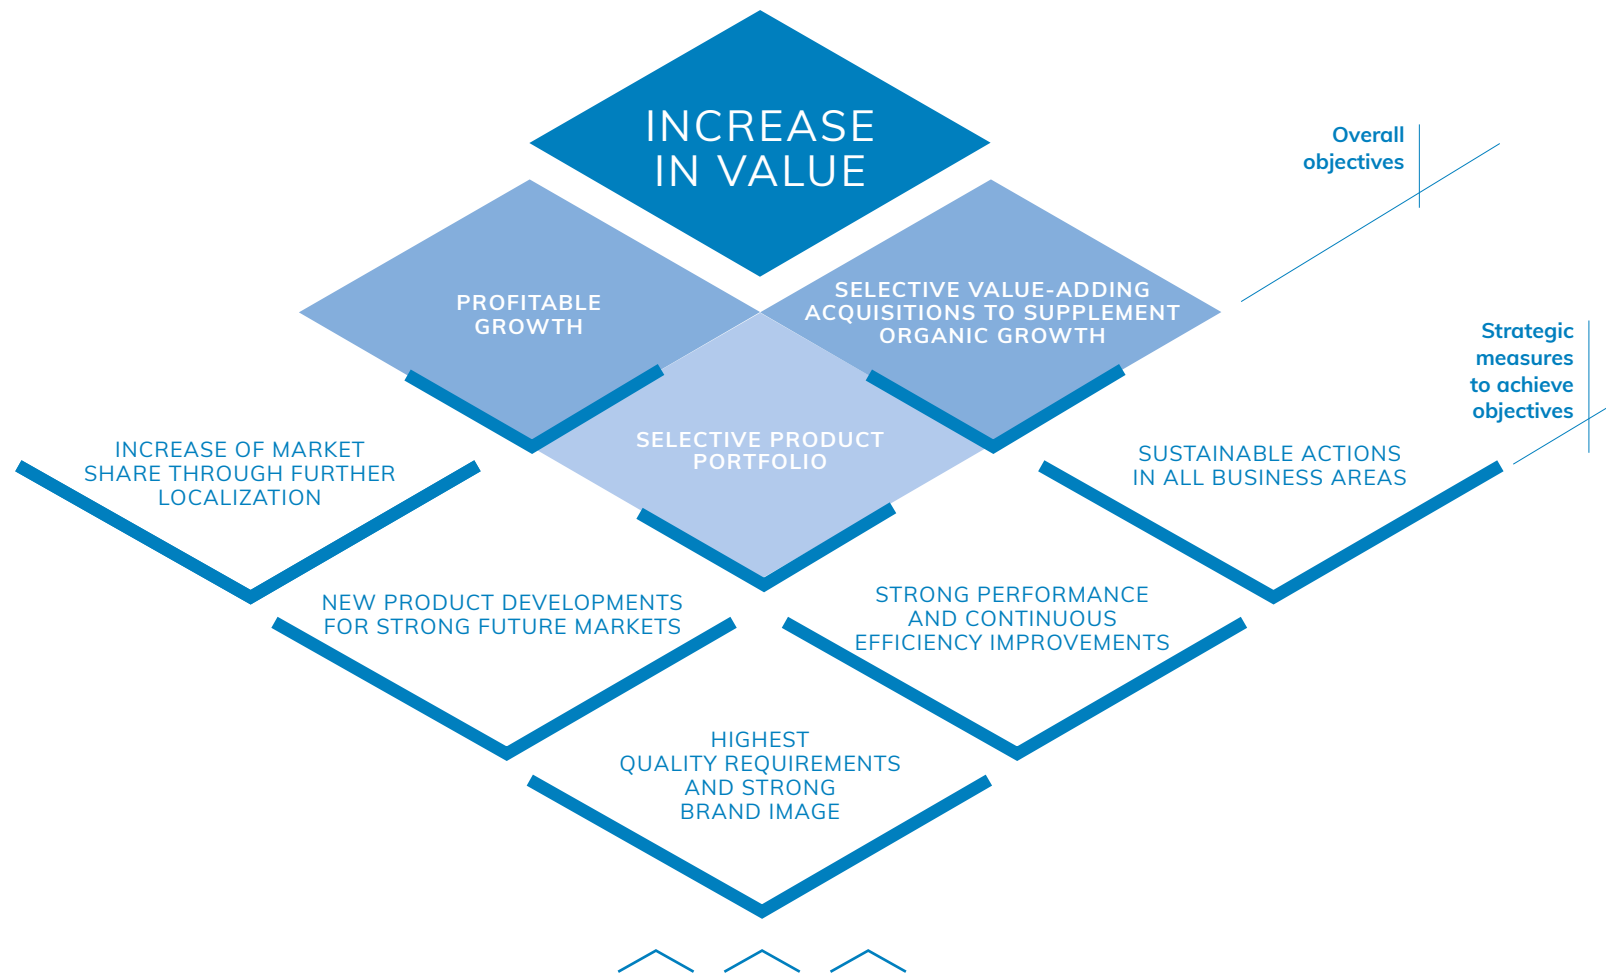 INCREASE
IN VALUE
Overall
objectives
PROFITABLE
GROWTH
SELECTIVE VALUE-ADDING
ACQUISITIONS TO SUPPLEMENT
ORGANIC GROWTH
Strategic
measures
to achieve
objectives
SELECTIVE PRODUCT
PORTFOLIO
INCREASE OF MARKET
SHARE THROUGH FURTHER
LOCALIZATION
SUSTAINABLE ACTIONS
IN ALL BUSINESS AREAS
NEW PRODUCT DEVELOPMENTS
FOR STRONG FUTURE MARKETS
STRONG PERFORMANCE
AND CONTINUOUS
EFFICIENCY IMPROVEMENTS
HIGHEST
QUALITY REQUIREMENTS
AND STRONG
BRAND IMAGE